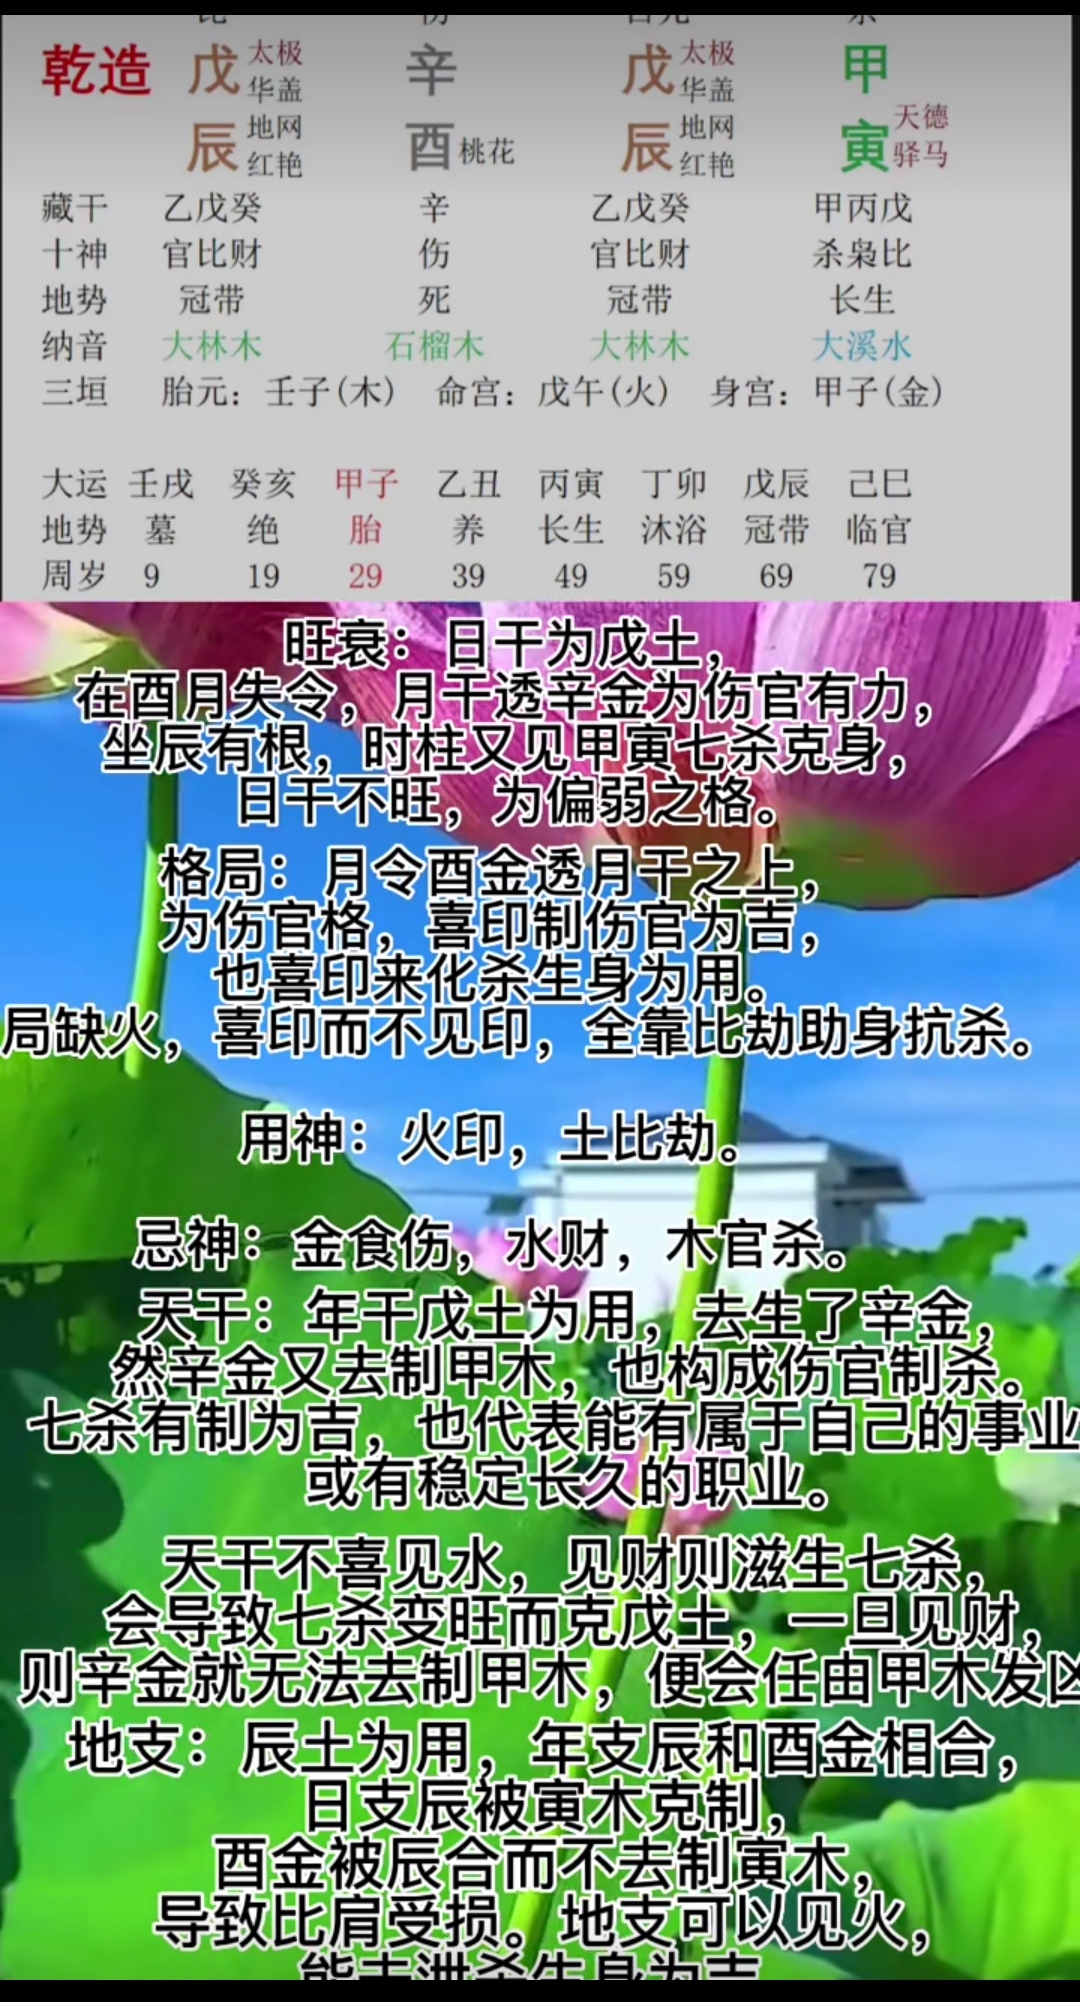 乾造 戊 太极 辛 戊 太极 甲
华盖 华盖
辰 地网 酉 桃花 辰 地网 寅 天德
红艳 红艳 驿马
藏干 乙戊癸 辛 乙戊癸 甲丙戊
十神 官比财 伤 官比财 杀枭比
地势 冠带 死 冠带 长生
纳音 大林木 石榴木 大林木 大溪水
三垣 胎元：壬子(木) 命宫：戊午(火) 身宫：甲子(金)
大运 壬戌 癸亥 甲子 乙丑 丙寅 丁卯 戊辰 己巳
地势 墓 绝 胎 养 长生 沐浴 冠带 临官
周岁 9 19 29 39 49 59 69 79
旺衰：日干为戊土，
在酉月失令，月干透辛金为伤官有力，
坐辰有根，时柱又见甲寅七杀克身，
日干不旺，为偏弱之格。
格局：月令酉金透月干之上，
为伤官格，喜印制伤官为吉，
也喜印来化杀生身为用。
局缺火，喜印而不见印，全靠比劫助身抗杀。
用神：火印，土比劫。
忌神：金食伤，水财，木官杀。
天干：年干戊土为用，去生了辛金，
然辛金又去制甲木，也构成伤官制杀。
七杀有制为吉，也代表能有属于自己的事业
或有稳定长久的职业。
天干不喜见水，见财则滋生七杀，
会导致七杀变旺而克戊土，一旦见财，
则辛金就无法去制甲木，便会任由甲木发凶
地支：辰土为用，年支辰和酉金相合，
日支辰被寅木克制，
酉金被辰合而不去制寅木，
导致比肩受损。地支可以见火，
能去泄杀生身为吉